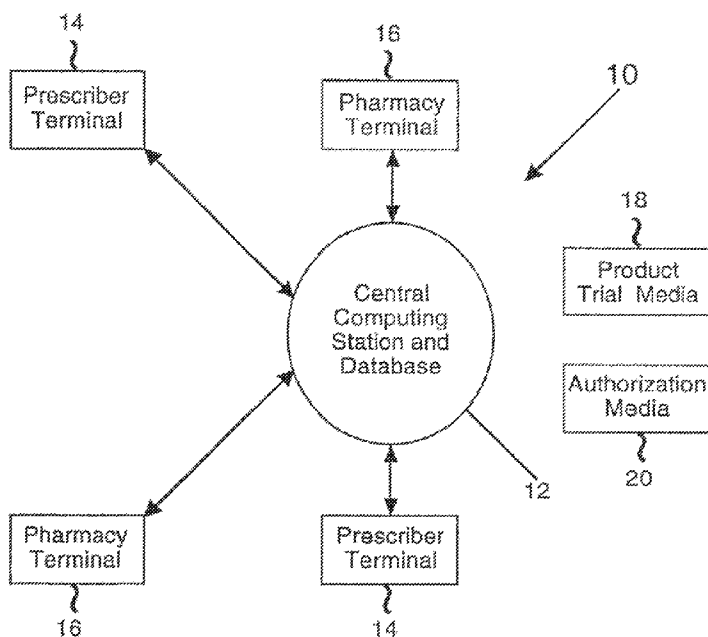 14
Prescriber
Terminal
16
Pharmacy
Terminal
10
18
Product
Trial Media
Central
Computing
Station and
Database
Authorization
Media
20
12
Pharmacy
Terminal
16
Prescriber
Terminal
14